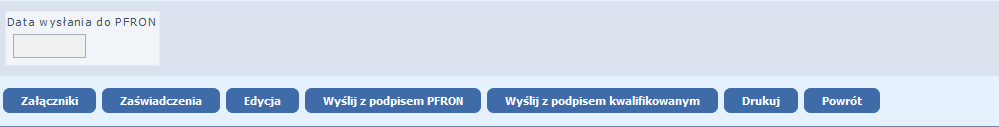 Data wysłania do PFRON
Załączniki Zaświadczenia Edycja Wyślij z podpisem PFRON Wyślij z podpisem kwalifikowanym Drukuj Powrót